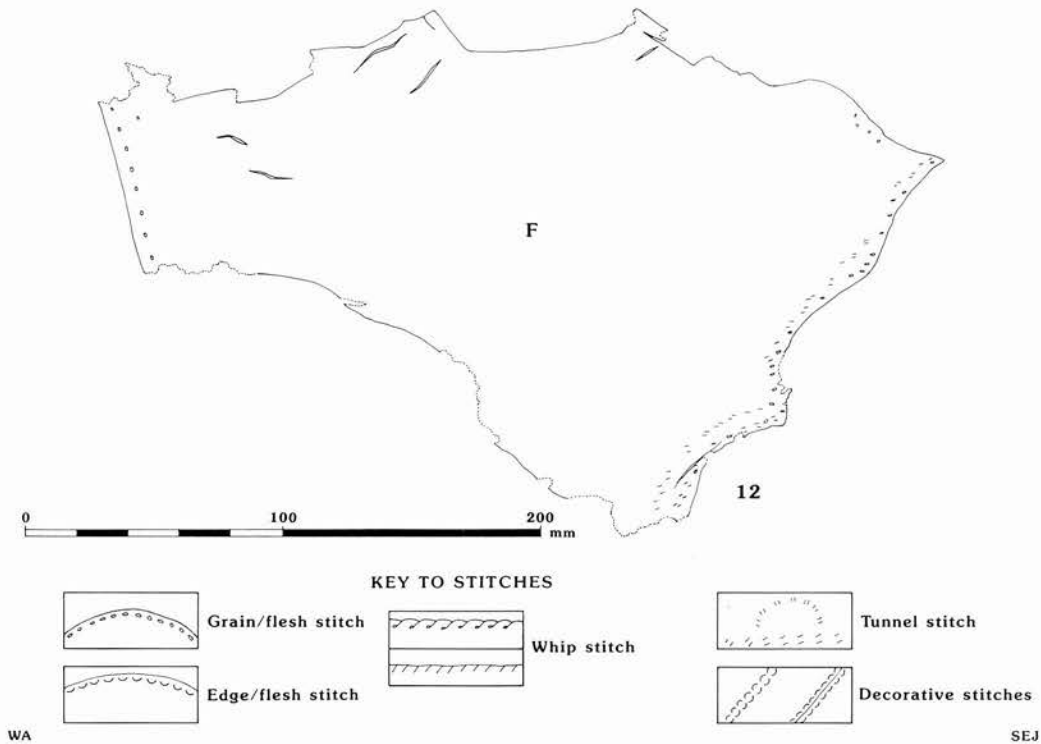 F
12
0 100 200
mm
KEY TO STITCHES
Grain/flesh stitch
Edge/flesh stitch
Whip stitch
Tunnel stitch
Decorative stitches
WA
SEJ